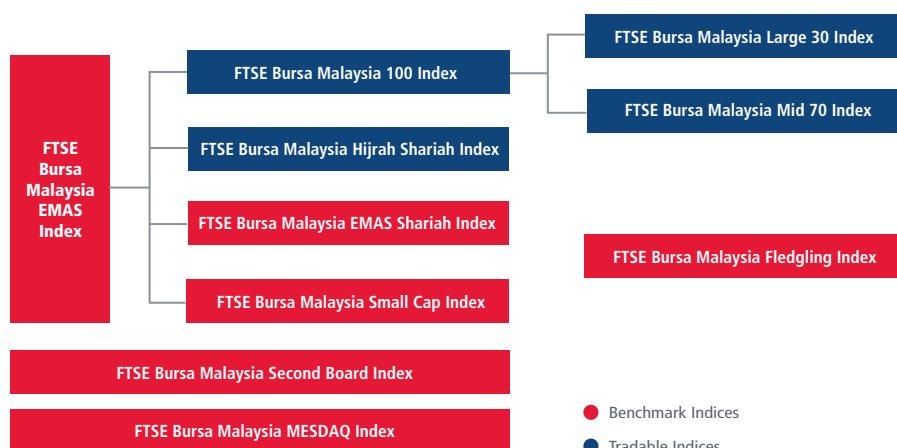 FTSE Bursa Malaysia Large 30 Index
FTSE Bursa Malaysia 100 Index
FTSE Bursa Malaysia Mid 70 Index
FTSE
Bursa
Malaysia
EMAS
Index
FTSE Bursa Malaysia Hijrah Shariah Index
FTSE Bursa Malaysia EMAS Shariah Index
FTSE Bursa Malaysia Fledgling Index
FTSE Bursa Malaysia Small Cap Index
FTSE Bursa Malaysia Second Board Index
FTSE Bursa Malaysia MESDAQ Index
Benchmark Indices
Tradable Indices